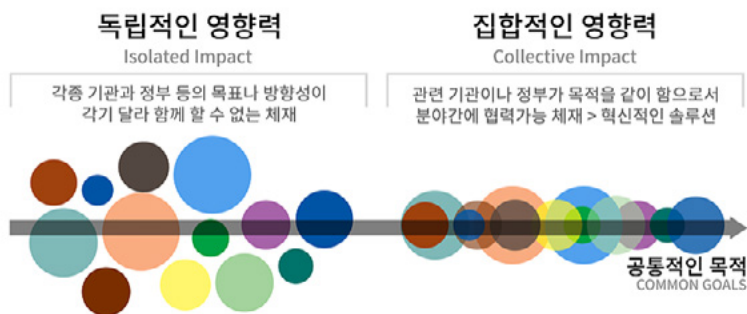 독립적인 영향력
Isolated Impact
각종 기관과 정부 등의 목표나 방향성이
각기 달라 함께 할 수 없는 체재
집합적인 영향력
Collective Impact
관련 기관이나 정부가 목적을 같이 함으로서
분야간에 협력가능 체재 > 혁신적인 솔루션
공통적인 목적
COMMON GOALS